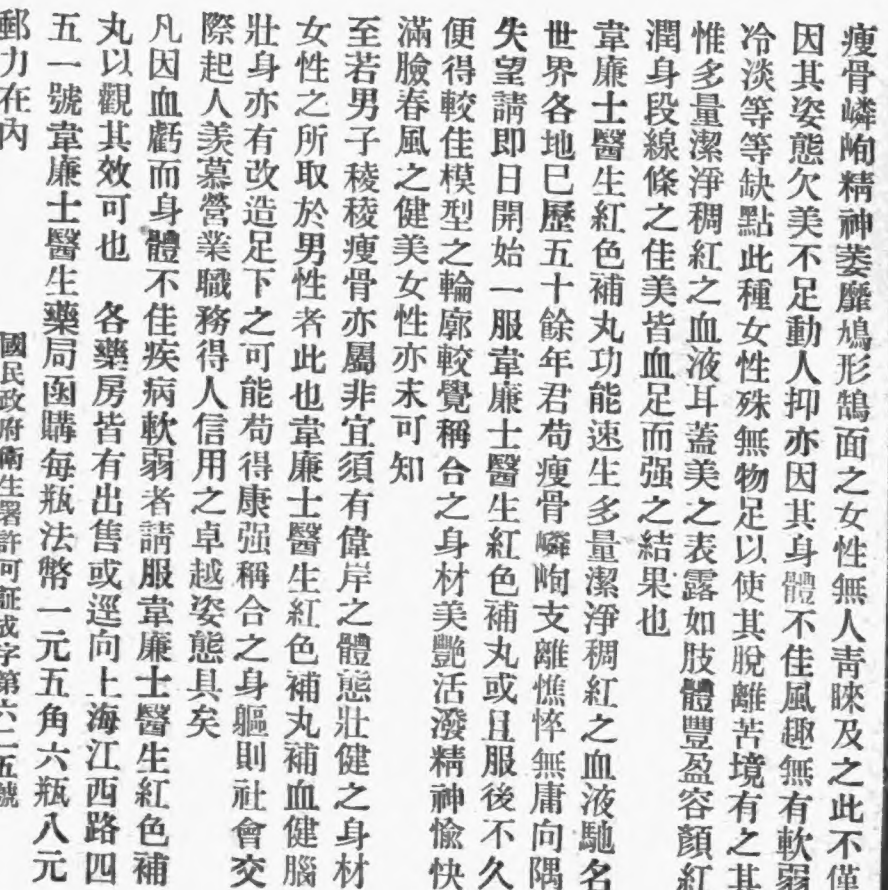 瘦骨嶙峋精神萎靡鳩形鵠面之女性無人靑睞及之此不僅
因其姿態欠美不足動人抑亦因其身體不佳風趣無有軟弱
冷淡等等缺點此種女性殊無物足以使其脫離苦境有之其
惟多量潔淨稠紅之血液耳蓋美之表露如肢體豐盈容顏紅
潤身段線條之佳美皆血足而强之結果也
韋廉士醫生紅色補丸功能速生多量潔淨稠紅之血液馳名
世界各地已歷五十餘年君苟瘦骨嶙峋支離憔悴無庸向隅
失望請即日開始一服韋廉士醫生紅色補丸或且服後不久
便得較佳模型之輪廓較覺稱合之身材美艷活潑精神愉快
滿臉春風之健美女性亦未可知
至若男子稜稜瘦骨亦屬非宜須有偉岸之體態壯健之身材
女性之所取於男性者此也韋廉士醫生紅色補丸補血健腦
壯身亦有改造足下之可能苟得康强稱合之身軀則社會交
際起人羨慕營業職務得人信用之卓越姿態具矣
凡因血虧而身體不佳疾病軟弱者請服韋廉士醫生紅色補
丸以觀其效可也　各藥房皆有出售或逕向上海江西路四
五一號韋廉士醫生藥局函購每瓶法幣一元五角六瓶八元
郵力在內　國民政府衛生署許可証成字第六二五號